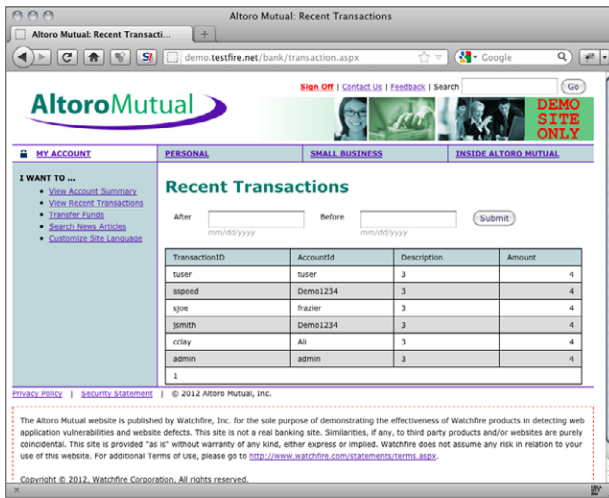 Altoro Mutual: Recent Transactions
Altoro Mutual: Recent Transacti...
demo.testfire.net/bank/transaction.aspx
Google
Sign Off | Contact Us | Feedback | Search
Go
AltoroMutual
DEMO
SITE
ONLY
MY ACCOUNT
PERSONAL
SMALL BUSINESS
INSIDE ALTORO MUTUAL
I WANT TO ...
View Account Summary
View Recent Transactions
Transfer Funds
Search News Articles
Customize Site Language
Recent Transactions
After
Before
Submit
mm/dd/yyyy
mm/dd/yyyy
TransactionID AccountId Description Amount
tuser tuser 3 4
sspeed Demo1234 3 4
sjoe frazier 3 4
jsmith Demo1234 3 4
cclay Ali 3 4
admin admin 3 4
1
Privacy Policy | Security Statement | © 2012 Altoro Mutual, Inc.
The Altoro Mutual website is published by Watchfire, Inc. for the sole purpose of demonstrating the effectiveness of Watchfire products in detecting web
application vulnerabilities and website defects. This site is not a real banking site. Similarities, if any, to third party products and/or websites are purely
coincidental. This site is provided "as is" without warranty of any kind, either express or implied. Watchfire does not assume any risk in relation to your
use of this website. For additional Terms of Use, please go to http://www.watchfire.com/statements/terms.aspx.
Copyright © 2012, Watchfire Corporation, All rights reserved.